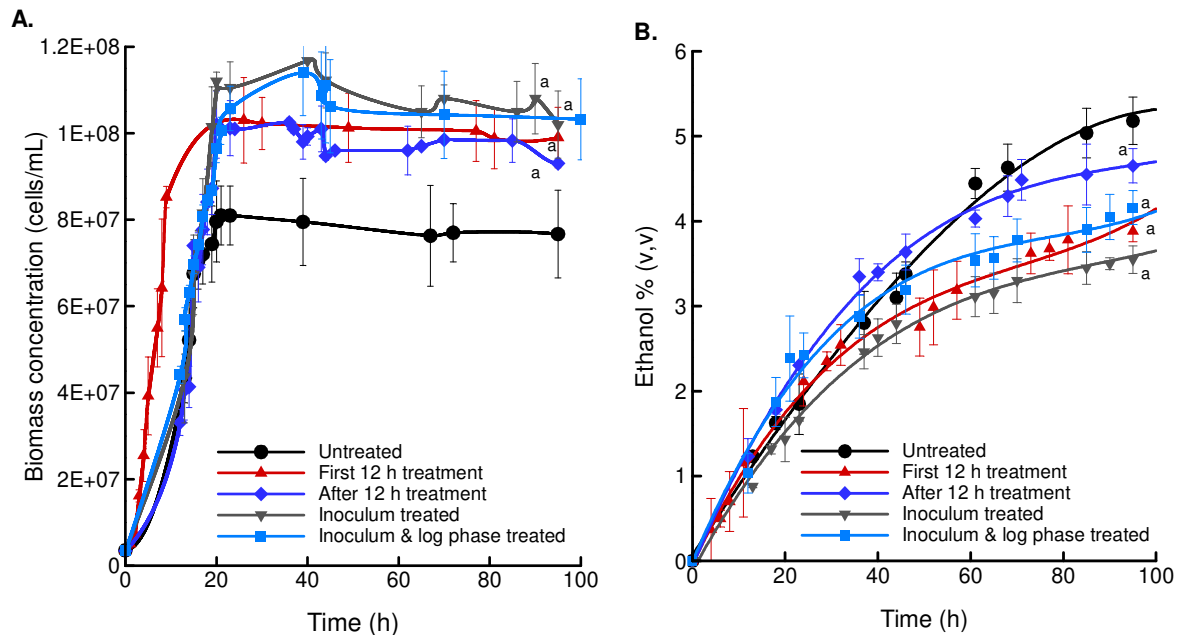 A.
Biomass concentration (cells/mL)
1.2E+08
1E+08
8E+07
6E+07
4E+07
2E+07
0
0
20
40
60
80
100
Time (h)
a
a
a
a
Untreated
First 12 h treatment
After 12 h treatment
Inoculum treated
Inoculum & log phase treated
B.
Ethanol % (v,v)
6
5
4
3
2
1
0
0
20
40
60
80
100
Time (h)
a
a
a
a
Untreated
First 12 h treatment
After 12 h treatment
Inoculum treated
Inoculum & log phase treated